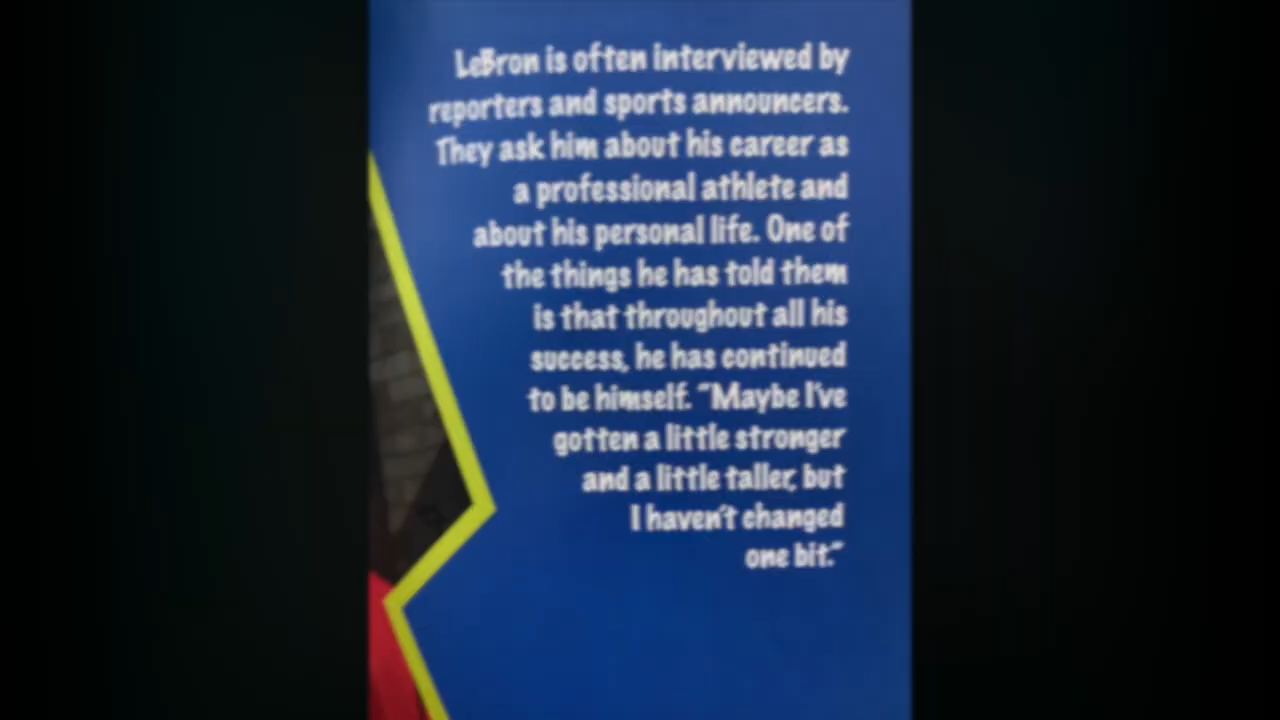 LeBron is often interviewed by
reporters and sports announcers.
They ask him about his career as
a professional athlete and
about his personal life. One of
the things he has told them
is that throughout all his
success, he has continued
to be himself. “Maybe I’ve
gotten a little stronger
and a little taller, but
I haven’t changed
one bit.”